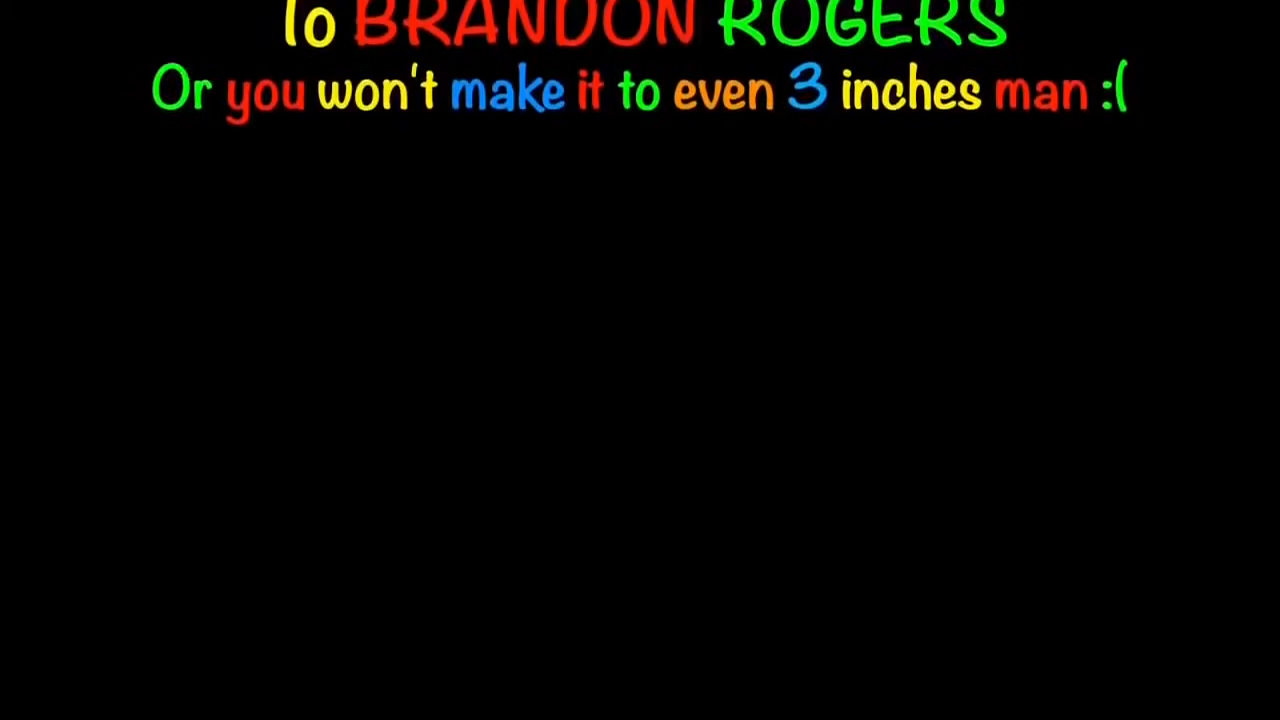 To BRANDON ROGERS
Or you won't make it to even 3 inches man :(